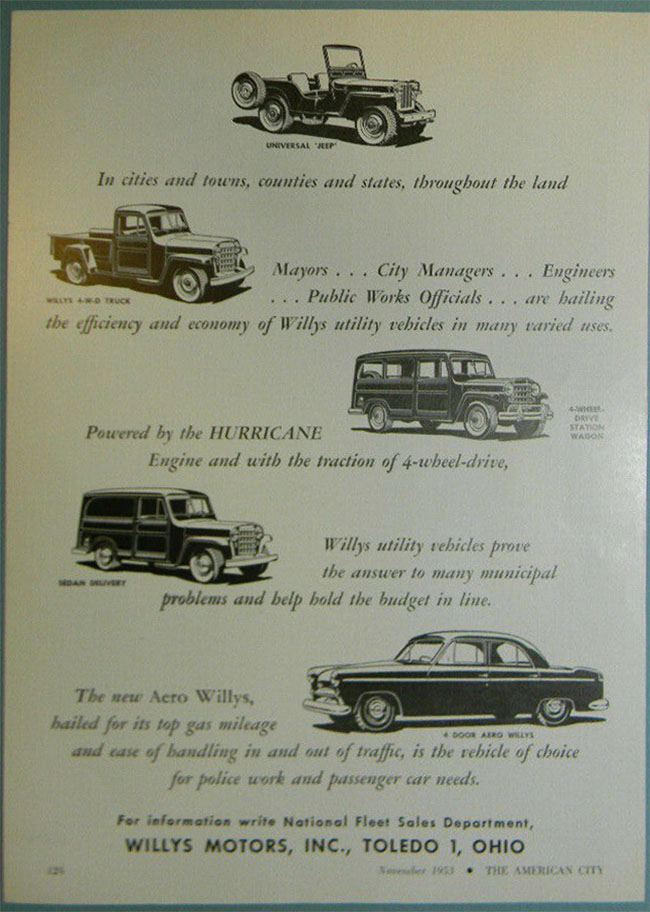 UNIVERSAL 'JEEP'
In cities and towns, counties and states, throughout the land
WILLYS 4-W-D TRUCK
Mayors . . . City Managers . . . Engineers
. . . Public Works Officials . . . are hailing
the efficiency and economy of Willys utility vehicles in many varied uses.
4-WHEEL-
DRIVE
STATION
WAGON
Powered by the HURRICANE
Engine and with the traction of 4-wheel-drive,
SEDAN DELIVERY
Willys utility vehicles prove
the answer to many municipal
problems and help hold the budget in line.
4 DOOR AERO WILLYS
The new Aero Willys,
hailed for its top gas mileage
and ease of handling in and out of traffic, is the vehicle of choice
for police work and passenger car needs.
For information write National Fleet Sales Department,
WILLYS MOTORS, INC., TOLEDO 1, OHIO
November 1953 • THE AMERICAN CITY